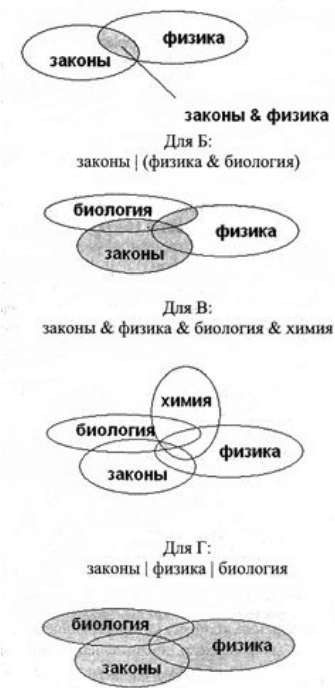 физика
законы
законы & физика
Для Б:
законы | (физика & биология)
биология
физика
законы
Для В:
законы & физика & биология & химия
химия
биология
физика
законы
Для Г:
законы | физика | биология
биология
физика
законы